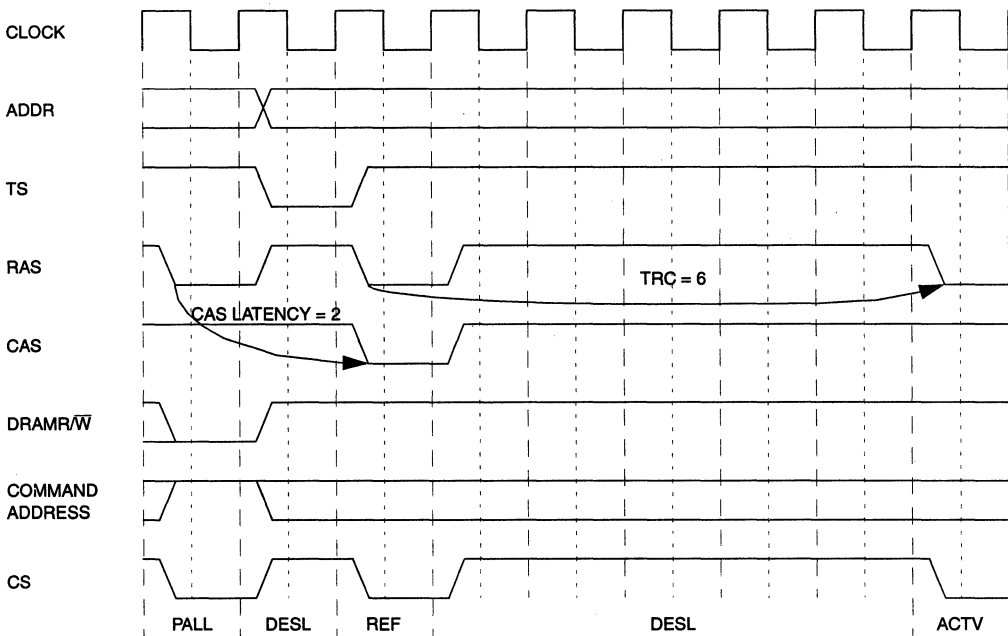 CLOCK
ADDR
TS
RAS
TRC = 6
CAS LATENCY = 2
CAS
DRAMR/W̅
COMMAND
ADDRESS
CS
PALL DESL REF DESL ACTV